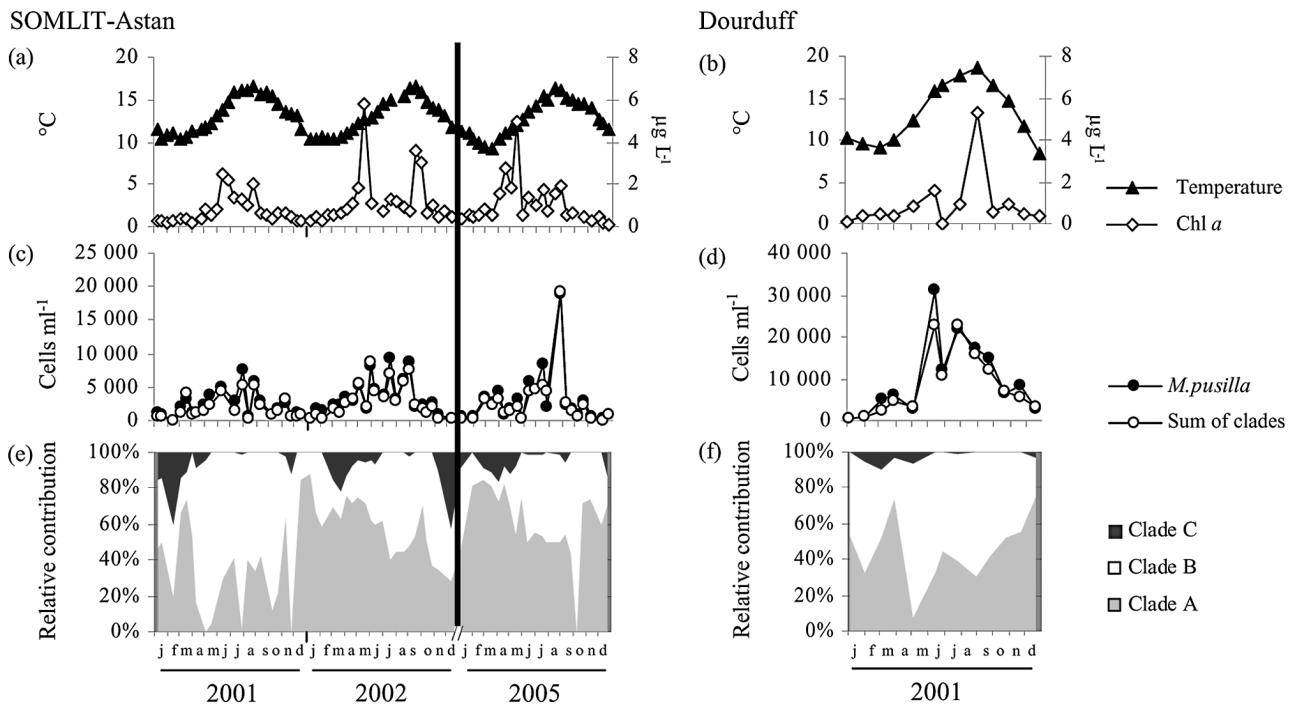 SOMLIT-Astan
Dourduff
(a)
20
15
10
5
0
°C
8
6
4
2
0
µg L-1
(b)
20
15
10
5
0
°C
8
6
4
2
0
µg L-1
Temperature
Chl a
(c)
25 000
20 000
15 000
10 000
5 000
0
Cells ml-1
(d)
40 000
30 000
20 000
10 000
0
Cells ml-1
M.pusilla
Sum of clades
(e)
100%
80%
60%
40%
20%
0%
Relative contribution
(f)
100%
80%
60%
40%
20%
0%
Relative contribution
Clade C
Clade B
Clade A
j f m a m j j a s o n d j f m a m j j a s o n d j f m a m j j a s o n d
2001 2002 2005
j f m a m j j a s o n d
2001